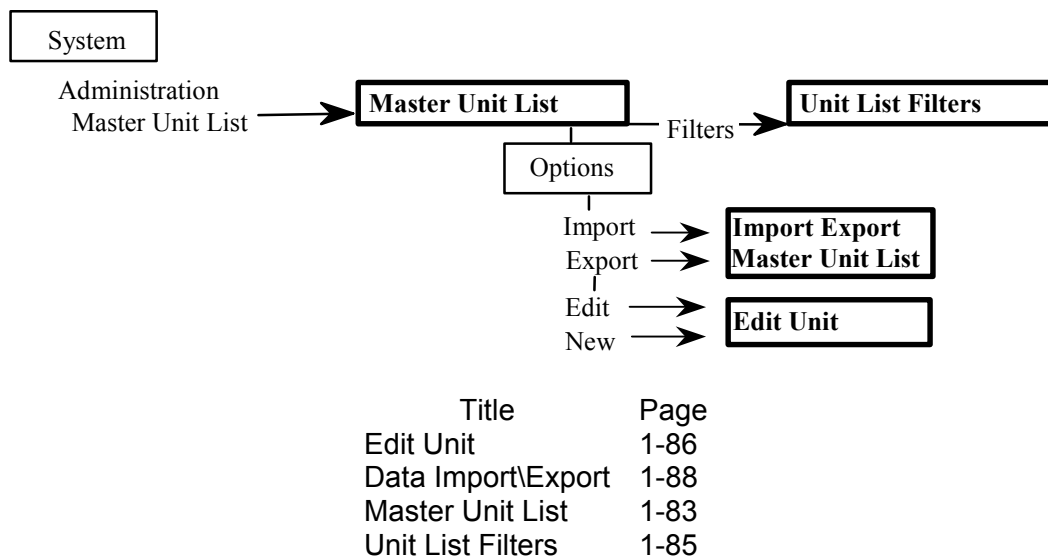 System
Administration
Master Unit List
Master Unit List
Filters
Unit List Filters
Options
Import
Export
Import Export
Master Unit List
Edit
New
Edit Unit
Title Page
Edit Unit 1-86
Data Import\Export 1-88
Master Unit List 1-83
Unit List Filters 1-85